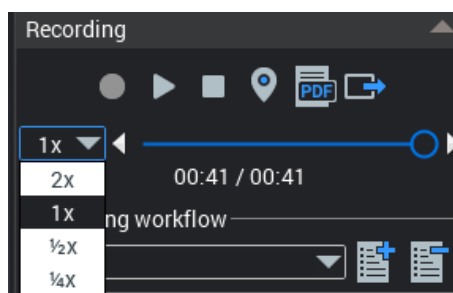 Recording
PDF
1x
00:41 / 00:41
2x
1x
ng workflow
½x
¼x